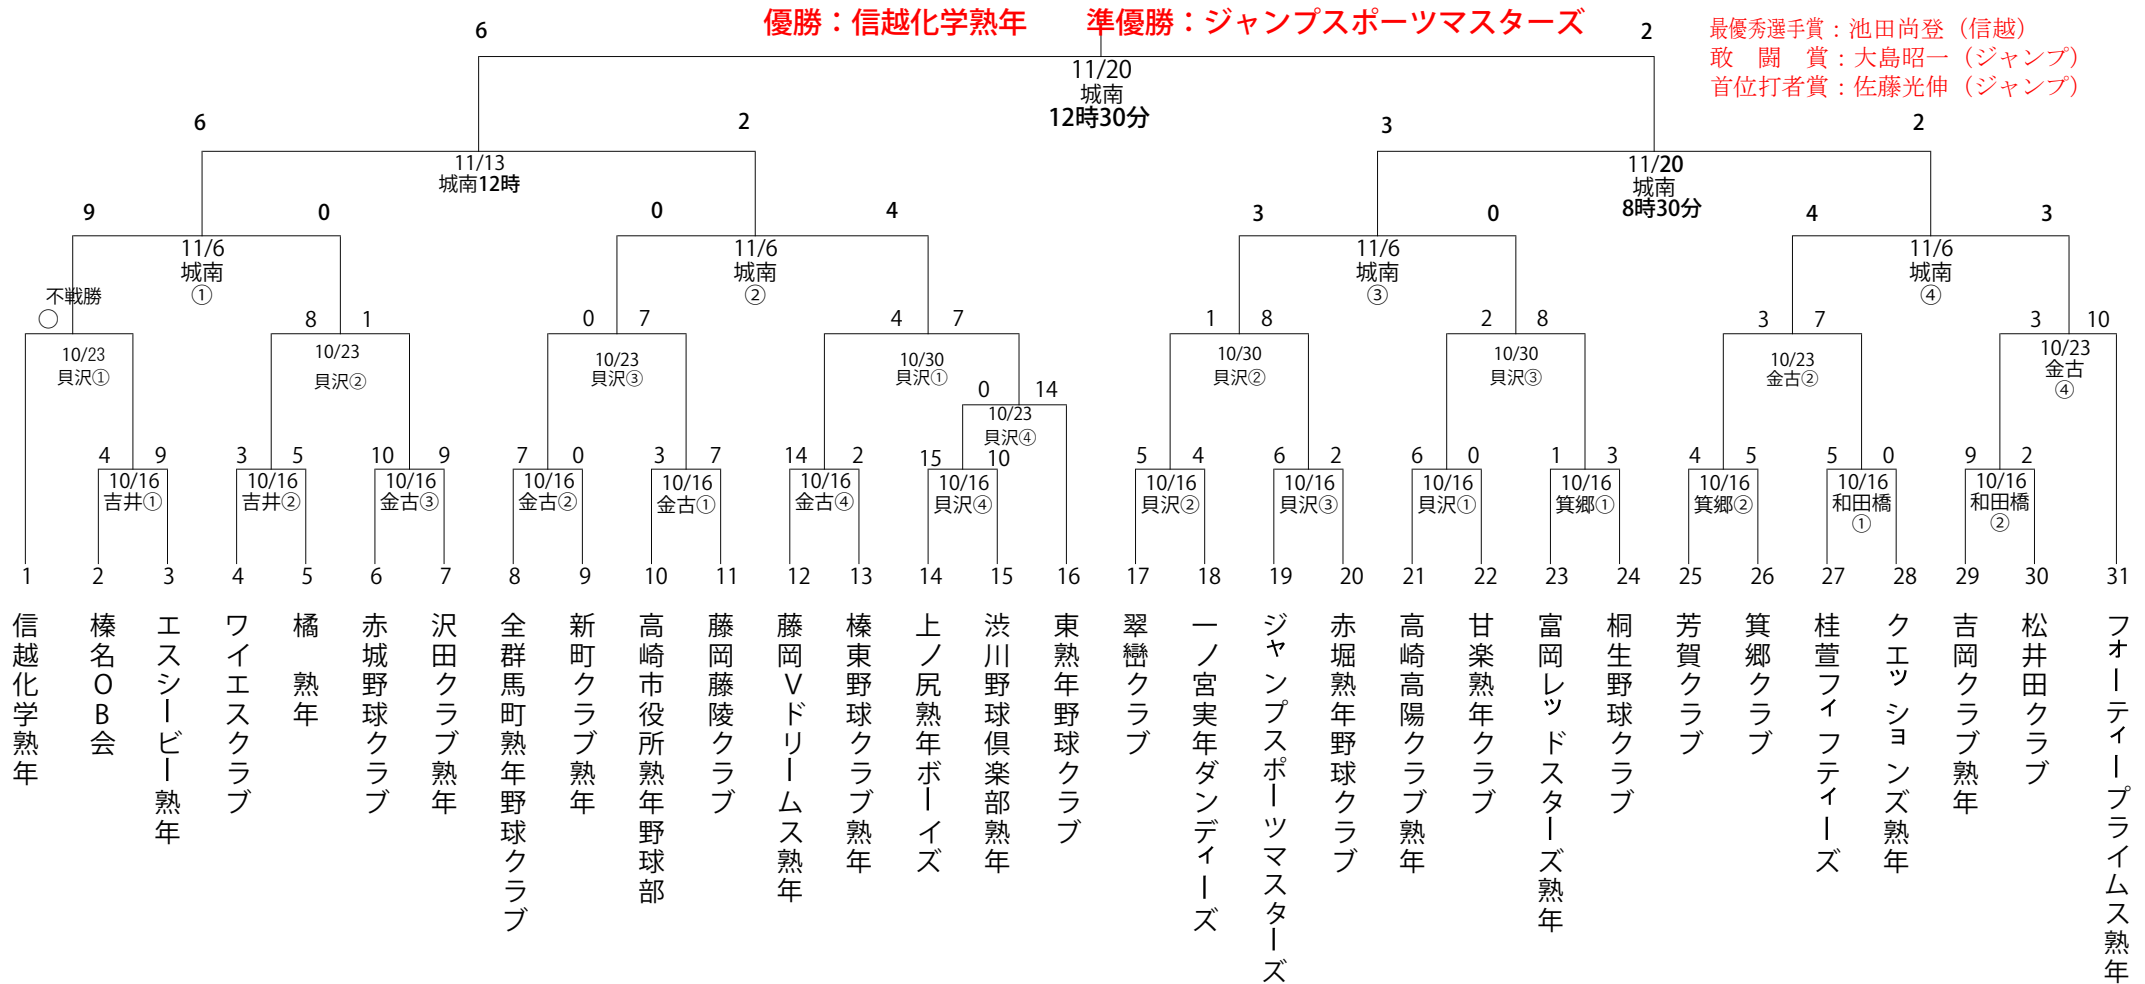 優勝：信越化学熟年　　準優勝：ジャンプスポーツマスターズ
最優秀選手賞：池田尚登（信越）
敢　闘　賞：大島昭一（ジャンプ）
首位打者賞：佐藤光伸（ジャンプ）
6 2
11/20
城南
12時30分
6 2 3 2
11/13
城南12時
11/20
城南
8時30分
9 0 0 4 3 0 4 3
11/6
城南
①
11/6
城南
②
11/6
城南
③
11/6
城南
④
不戦勝
○
8 1 0 7 4 7 1 8 2 8 3 7 3 10
10/23
貝沢①
10/23
貝沢②
10/23
貝沢③
10/30
貝沢①
10/30
貝沢②
10/30
貝沢③
10/23
金古②
10/23
金古
④
0 14
10/23
貝沢④
4 9 3 5 10 9 7 0 3 7 14 2 15 10 5 4 6 2 6 0 1 3 4 5 5 0 9 2
10/16
吉井①
10/16
吉井②
10/16
金古③
10/16
金古②
10/16
金古①
10/16
金古④
10/16
貝沢④
10/16
貝沢②
10/16
貝沢③
10/16
貝沢①
10/16
箕郷①
10/16
箕郷②
10/16
和田橋
①
10/16
和田橋
②
1 2 3 4 5 6 7 8 9 10 11 12 13 14 15 16 17 18 19 20 21 22 23 24 25 26 27 28 29 30 31
信越化学熟年
榛名OB会
エスシービー熟年
ワイエスクラブ
橘　熟年
赤城野球クラブ
沢田クラブ熟年
全群馬町熟年野球クラブ
新町クラブ熟年
高崎市役所熟年野球部
藤岡藤陵クラブ
藤岡Vドリームス熟年
榛東野球クラブ熟年
上ノ尻熟年ボーイズ
渋川野球倶楽部熟年
東熟年野球クラブ
翠巒クラブ
一ノ宮実年ダンディーズ
ジャンプスポーツマスターズ
赤堀熟年野球クラブ
高崎高陽クラブ熟年
甘楽熟年クラブ
富岡レッドスターズ熟年
桐生野球クラブ
芳賀クラブ
箕郷クラブ
桂萱フィフティーズ
クエッションズ熟年
吉岡クラブ熟年
松井田クラブ
フォーティープライムス熟年